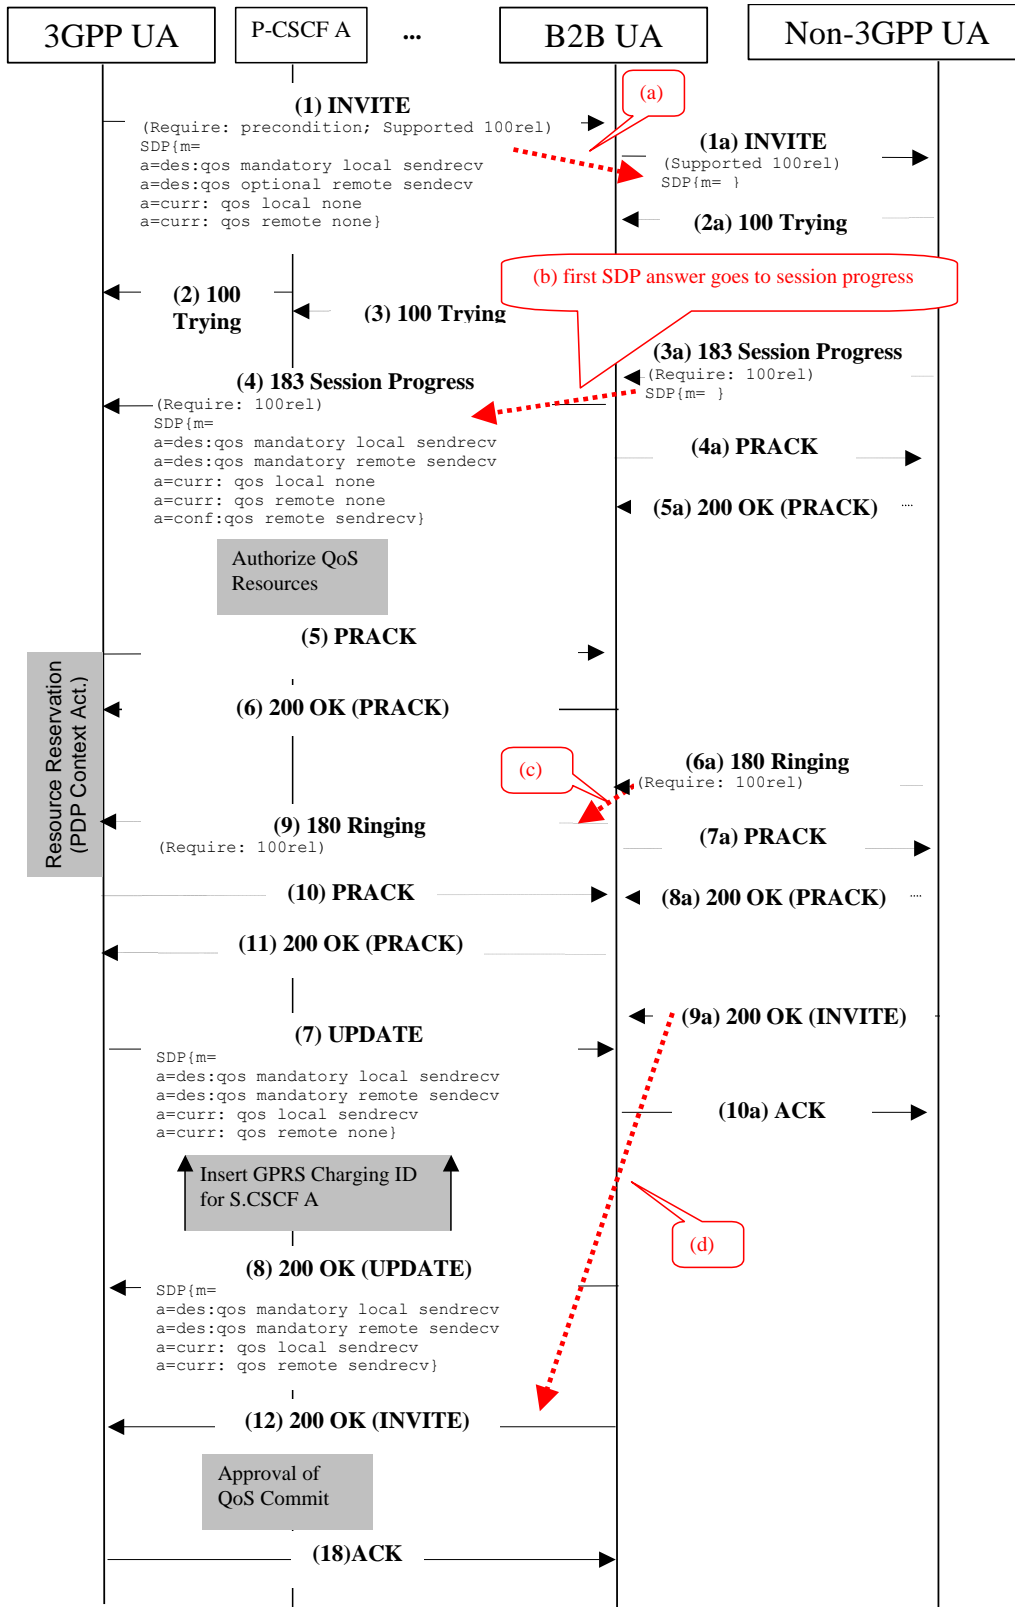 3GPP UA
P-CSCF A
...
B2B UA
Non-3GPP UA
(a)
(1) INVITE
(Require: precondition; Supported 100rel)
SDP{m=
a=des:qos mandatory local sendrecv
a=des:qos optional remote sendecv
a=curr: qos local none
a=curr: qos remote none}
(1a) INVITE
(Supported 100rel)
SDP{m= }
(2a) 100 Trying
(b) first SDP answer goes to session progress
(2) 100
Trying
(3) 100 Trying
(3a) 183 Session Progress
(Require: 100rel)
SDP{m= }
(4) 183 Session Progress
(Require: 100rel)
SDP{m=
a=des:qos mandatory local sendrecv
a=des:qos mandatory remote sendecv
a=curr: qos local none
a=curr: qos remote none
a=conf:qos remote sendrecv}
(4a) PRACK
(5a) 200 OK (PRACK)
....
Authorize QoS
Resources
(5) PRACK
Resource Reservation
(PDP Context Act.)
(6) 200 OK (PRACK)
(c)
(6a) 180 Ringing
(Require: 100rel)
(9) 180 Ringing
(Require: 100rel)
(7a) PRACK
(10) PRACK
(8a) 200 OK (PRACK)
....
(11) 200 OK (PRACK)
(9a) 200 OK (INVITE)
(7) UPDATE
SDP{m=
a=des:qos mandatory local sendrecv
a=des:qos mandatory remote sendecv
a=curr: qos local sendrecv
a=curr: qos remote none}
(10a) ACK
Insert GPRS Charging ID
for S.CSCF A
(d)
(8) 200 OK (UPDATE)
SDP{m=
a=des:qos mandatory local sendrecv
a=des:qos mandatory remote sendecv
a=curr: qos local sendrecv
a=curr: qos remote sendrecv}
(12) 200 OK (INVITE)
Approval of
QoS Commit
(18)ACK